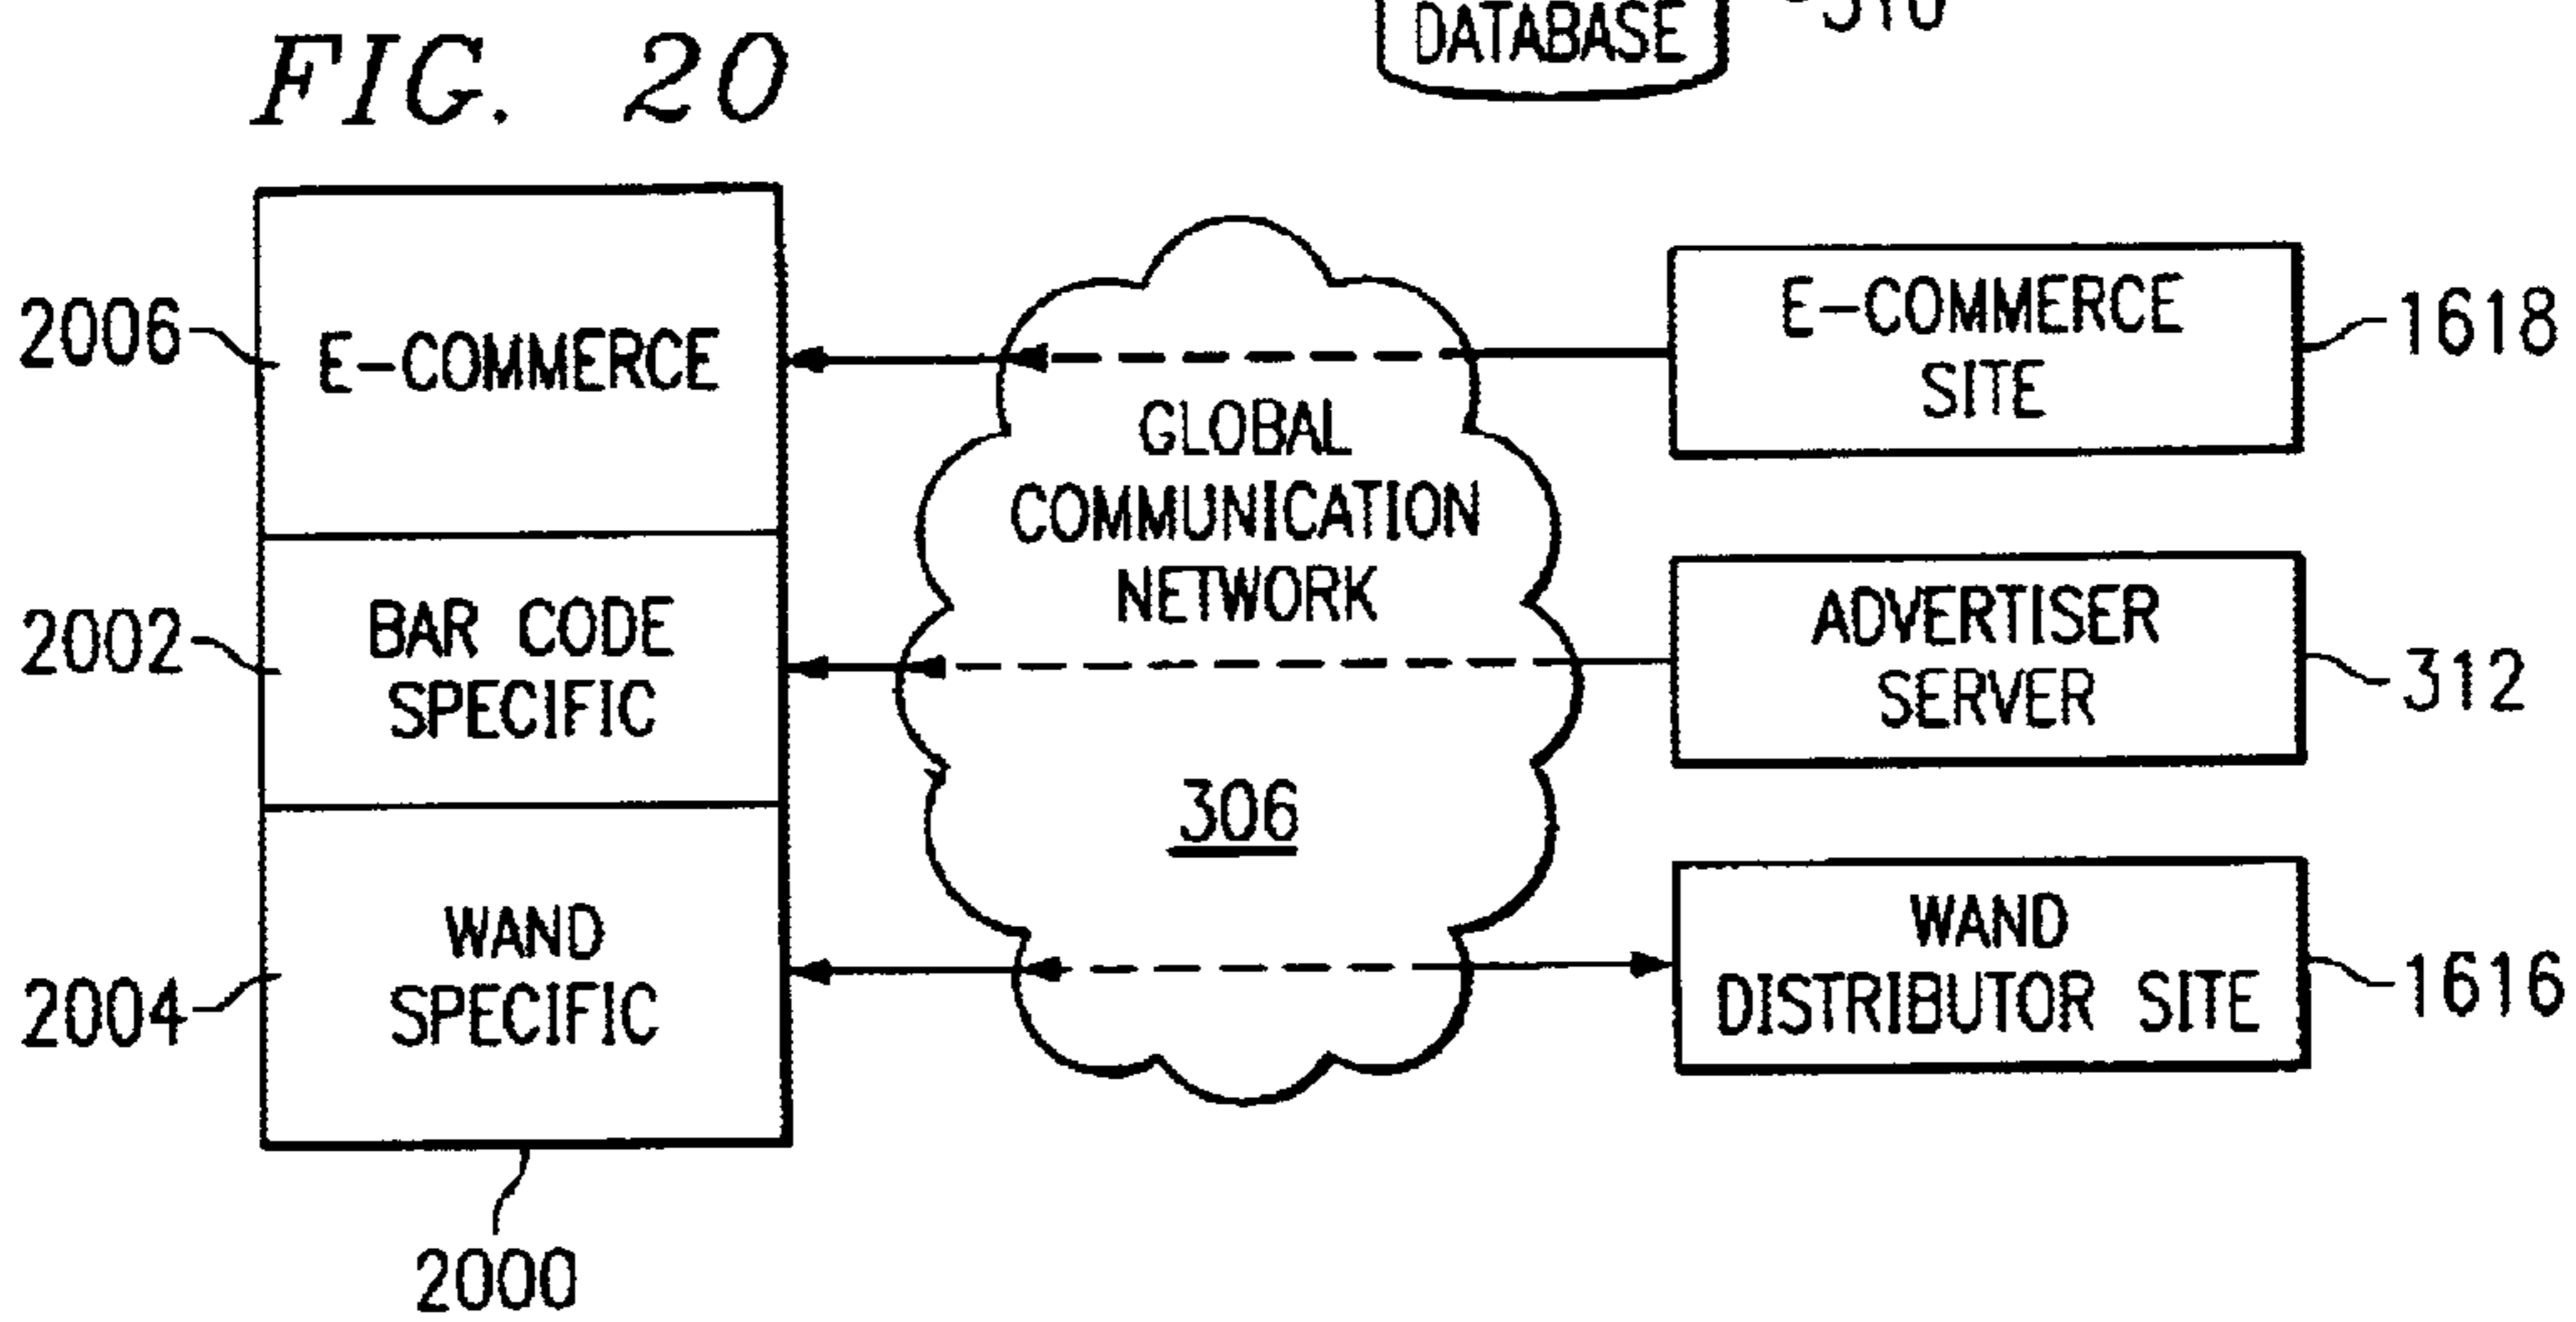 DATABASE
FIG. 20
2006
E-COMMERCE
2002
BAR CODE
SPECIFIC
2004
WAND
SPECIFIC
2000
GLOBAL
COMMUNICATION
NETWORK
306
E-COMMERCE
SITE
1618
ADVERTISER
SERVER
312
WAND
DISTRIBUTOR SITE
1616